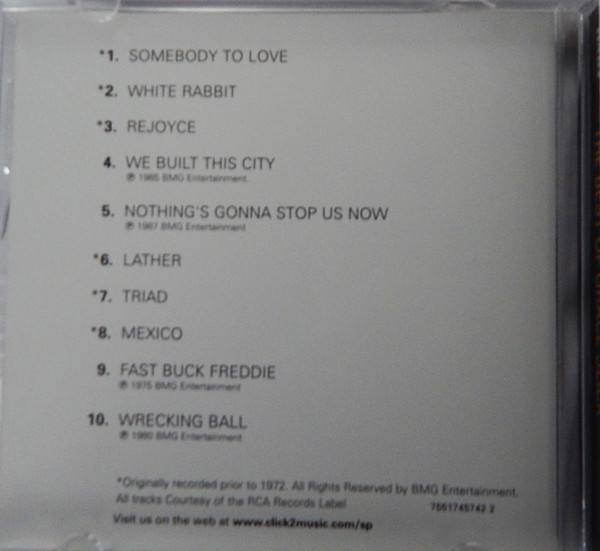 *1. SOMEBODY TO LOVE
*2. WHITE RABBIT
*3. REJOYCE
4. WE BUILT THIS CITY
℗ 1985 BMG Entertainment.
5. NOTHING'S GONNA STOP US NOW
℗ 1987 BMG Entertainment
*6. LATHER
*7. TRIAD
*8. MEXICO
9. FAST BUCK FREDDIE
℗ 1975 BMG Entertainment
10. WRECKING BALL
℗ 1980 BMG Entertainment
*Originally recorded prior to 1972. All Rights Reserved by BMG Entertainment.
All tracks Courtesy of the RCA Records Label
7551745742 2
Visit us on the web at www.click2music.com/sp